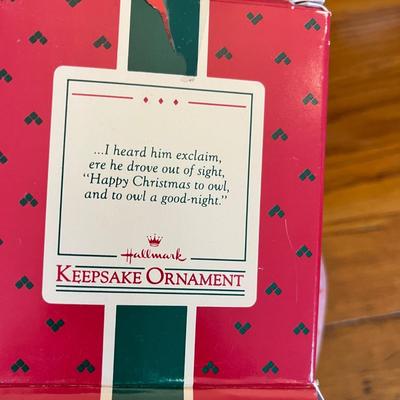 ...I heard him exclaim,
ere he drove out of sight,
"Happy Christmas to owl,
and to owl a good-night."
Hallmark
KEEPSAKE ORNAMENT